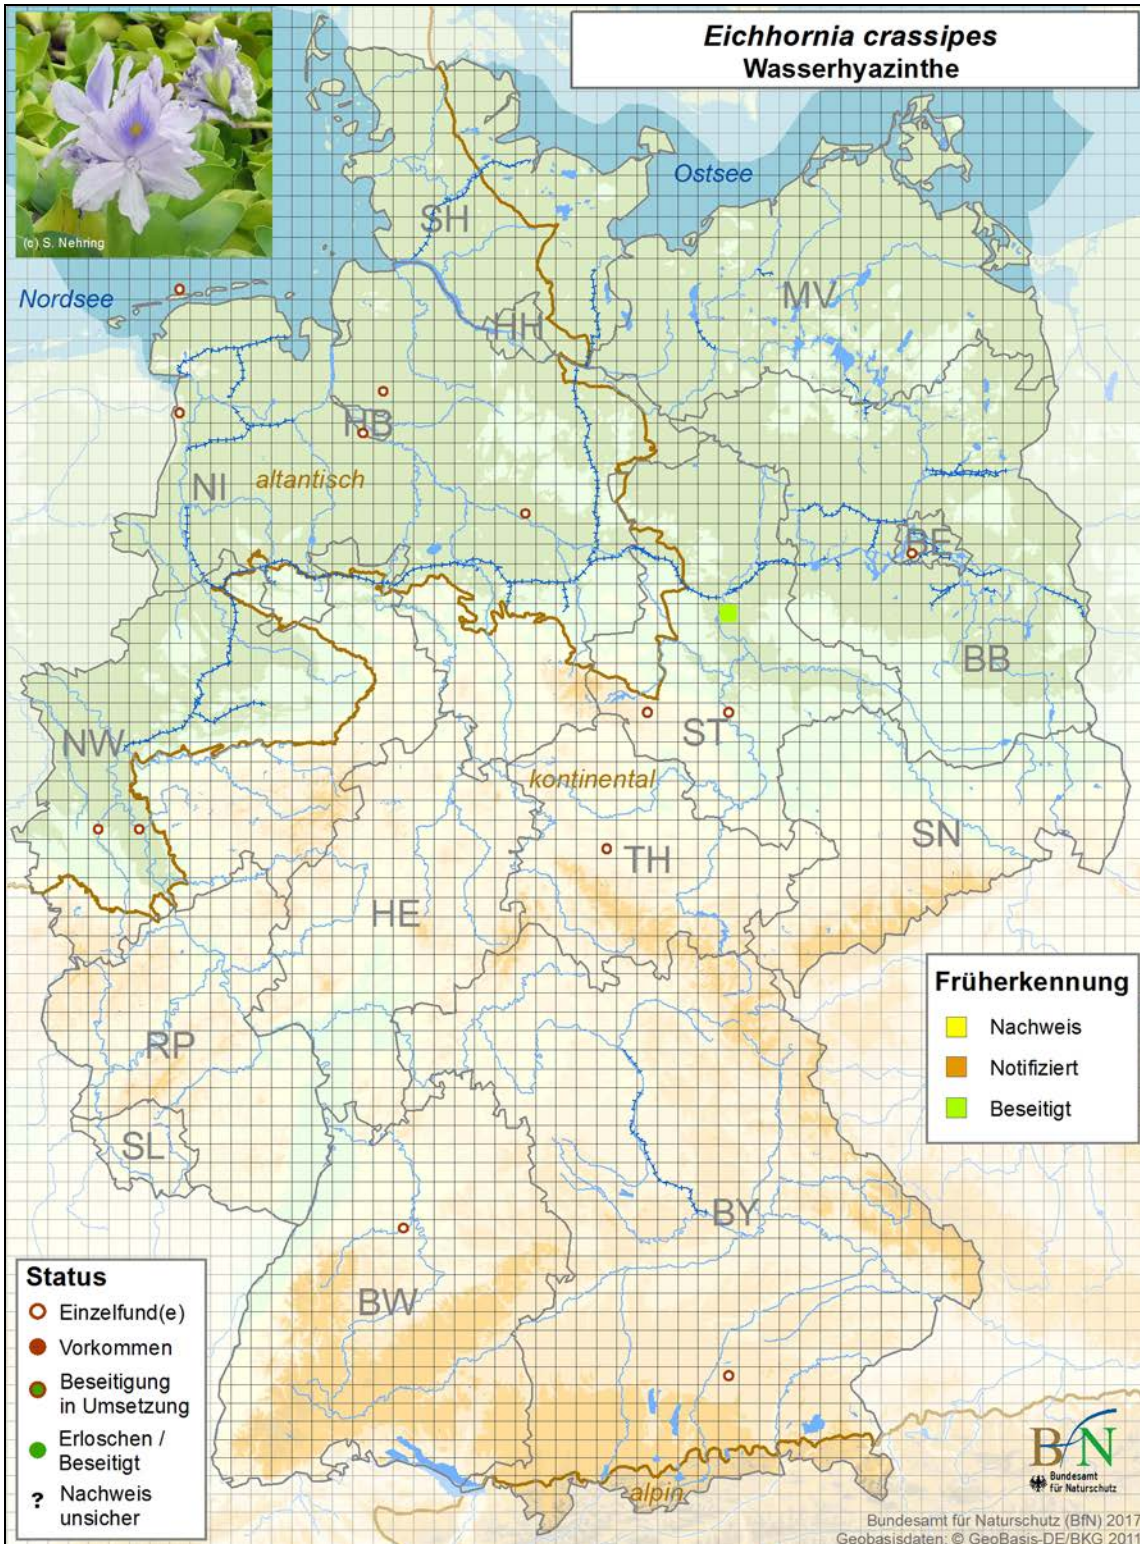 Eichhornia crassipes
Wasserhyazinthe
(c) S. Nehring
Ostsee
Nordsee
SH
MV
HH
HB
NI
altantisch
BE
BB
NW
ST
kontinental
SN
TH
HE
RP
SL
BY
BW
alpin
Früherkennung
Nachweis
Notifiziert
Beseitigt
Status
Einzelfund(e)
Vorkommen
Beseitigung
in Umsetzung
Erloschen /
Beseitigt
? Nachweis
unsicher
BfN
Bundesamt
für Naturschutz
Bundesamt für Naturschutz (BfN) 2017
Geobasisdaten: © GeoBasis-DE/BKG 2011